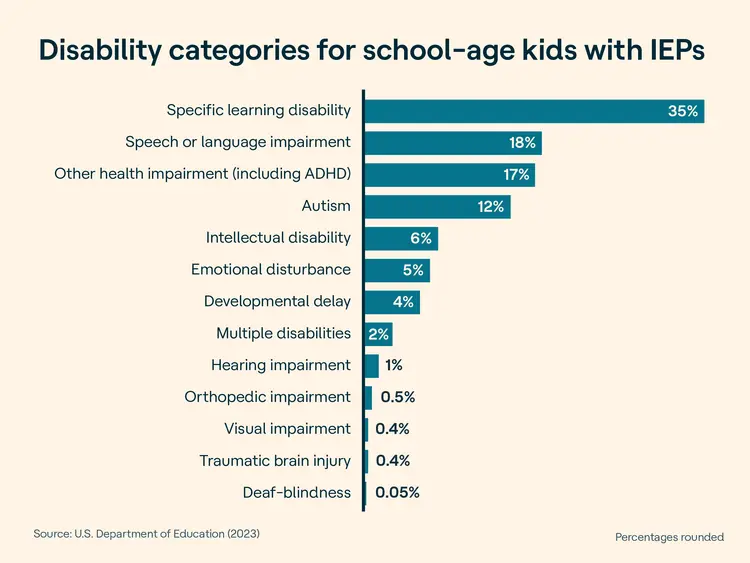 Disability categories for school-age kids with IEPs
Specific learning disability 35%
Speech or language impairment 18%
Other health impairment (including ADHD) 17%
Autism 12%
Intellectual disability 6%
Emotional disturbance 5%
Developmental delay 4%
Multiple disabilities 2%
Hearing impairment 1%
Orthopedic impairment 0.5%
Visual impairment 0.4%
Traumatic brain injury 0.4%
Deaf-blindness 0.05%
Source: U.S. Department of Education (2023)
Percentages rounded